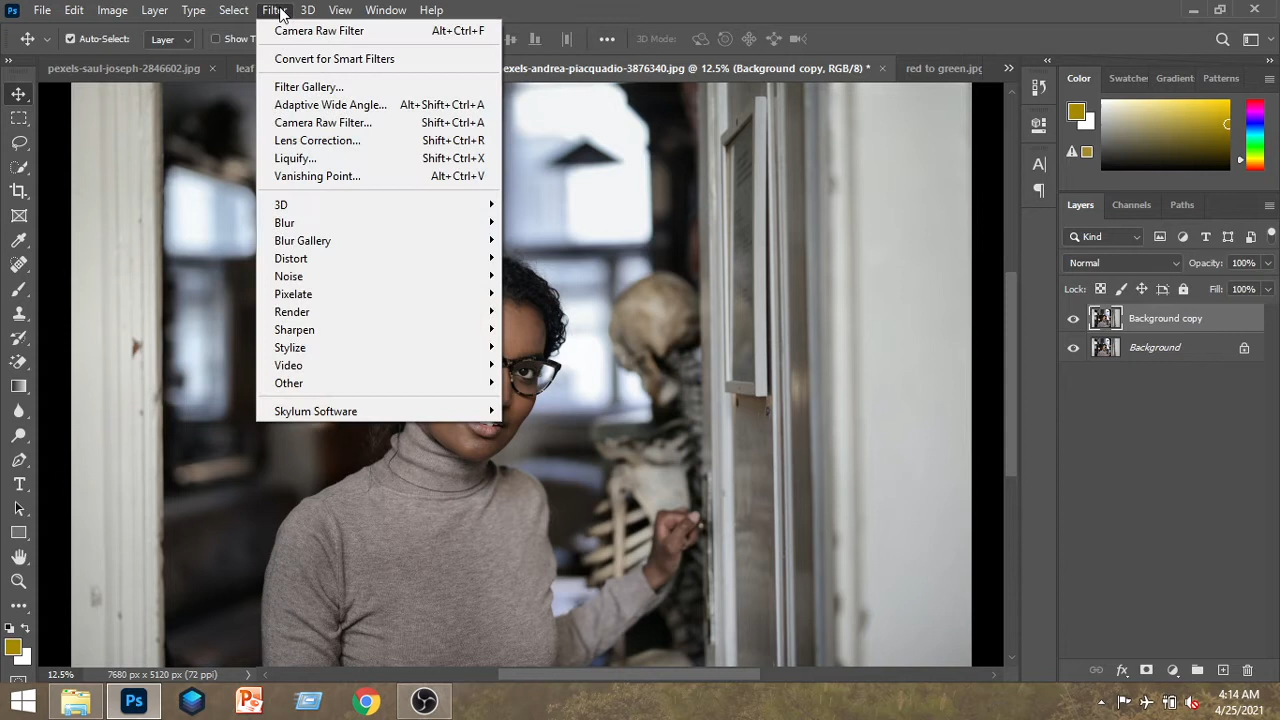 Ps File Edit Image Layer Type Select Filter 3D View Window Help
Auto-Select: Layer Show T 3D Mode:
pexels-saul-joseph-2846602.jpg × leaf exels-andrea-piacquadio-3876340.jpg @ 12.5% (Background copy, RGB/8) * × red to green.jpg
Camera Raw Filter Alt+Ctrl+F
Convert for Smart Filters
Filter Gallery...
Adaptive Wide Angle... Alt+Shift+Ctrl+A
Camera Raw Filter... Shift+Ctrl+A
Lens Correction... Shift+Ctrl+R
Liquify... Shift+Ctrl+X
Vanishing Point... Alt+Ctrl+V
3D
Blur
Blur Gallery
Distort
Noise
Pixelate
Render
Sharpen
Stylize
Video
Other
Skylum Software
Color Swatches Gradient Patterns
Layers Channels Paths
Kind
Normal Opacity: 100%
Lock: Fill: 100%
Background copy
Background
12.5% 7680 px x 5120 px (72 ppi)
Ps
4:14 AM
4/25/2021